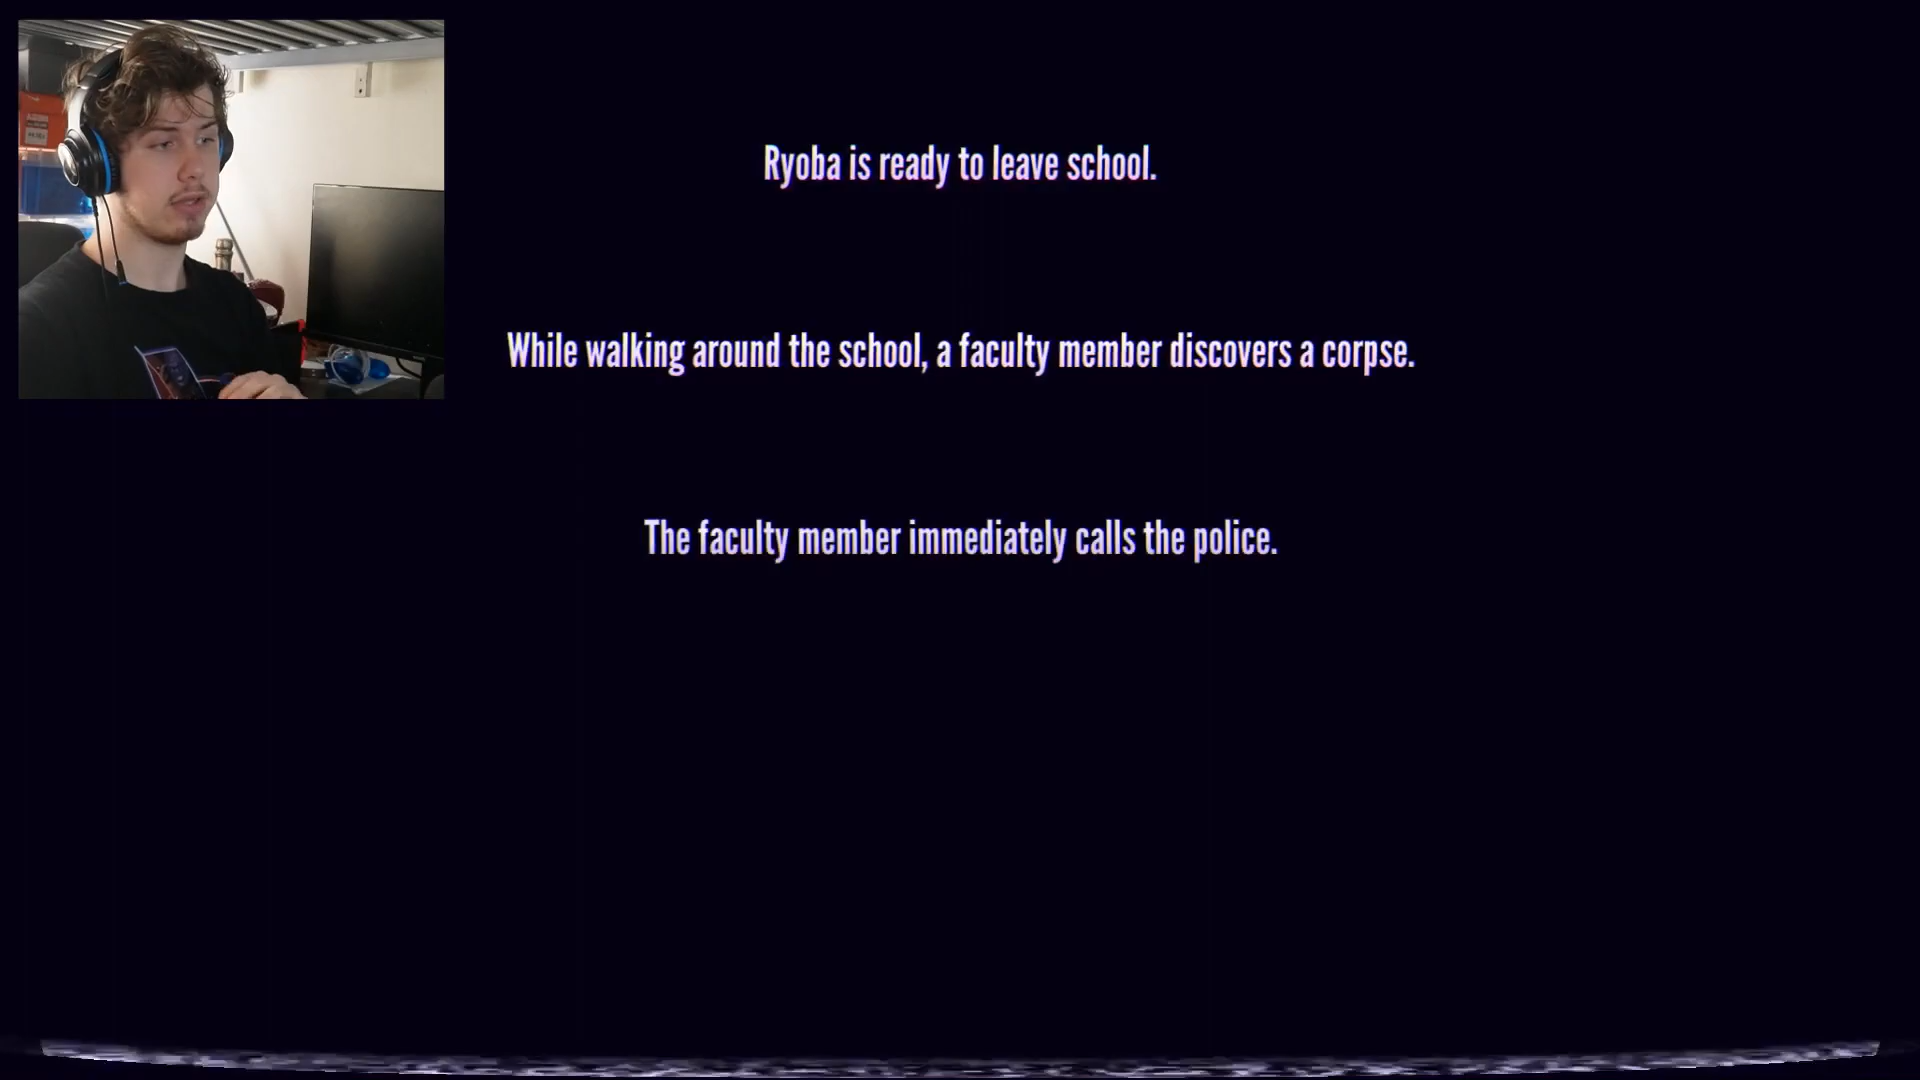 Ryoba is ready to leave school.
While walking around the school, a faculty member discovers a corpse.
The faculty member immediately calls the police.